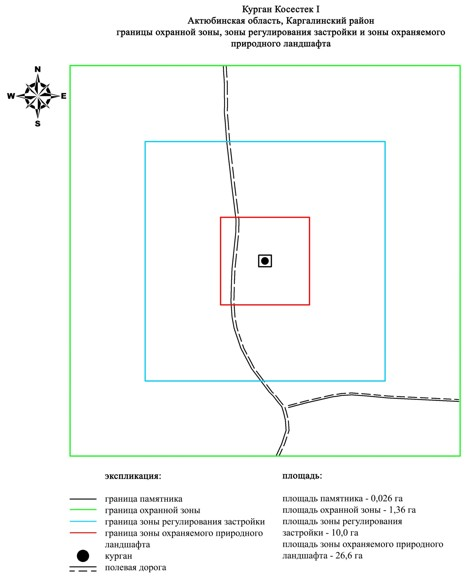 Курган Косестек I
Актюбинская область, Каргалинский район
границы охранной зоны, зоны регулирования застройки и зоны охраняемого
природного ландшафта
N
W
E
S
экспликация:
граница памятника
граница охранной зоны
граница зоны регулирования застройки
граница зоны охраняемого природного
ландшафта
курган
полевая дорога
площадь:
площадь памятника - 0,026 га
площадь охранной зоны - 1,36 га
площадь зоны регулирования
застройки - 10,0 га
площадь зоны охраняемого природного
ландшафта - 26,6 га